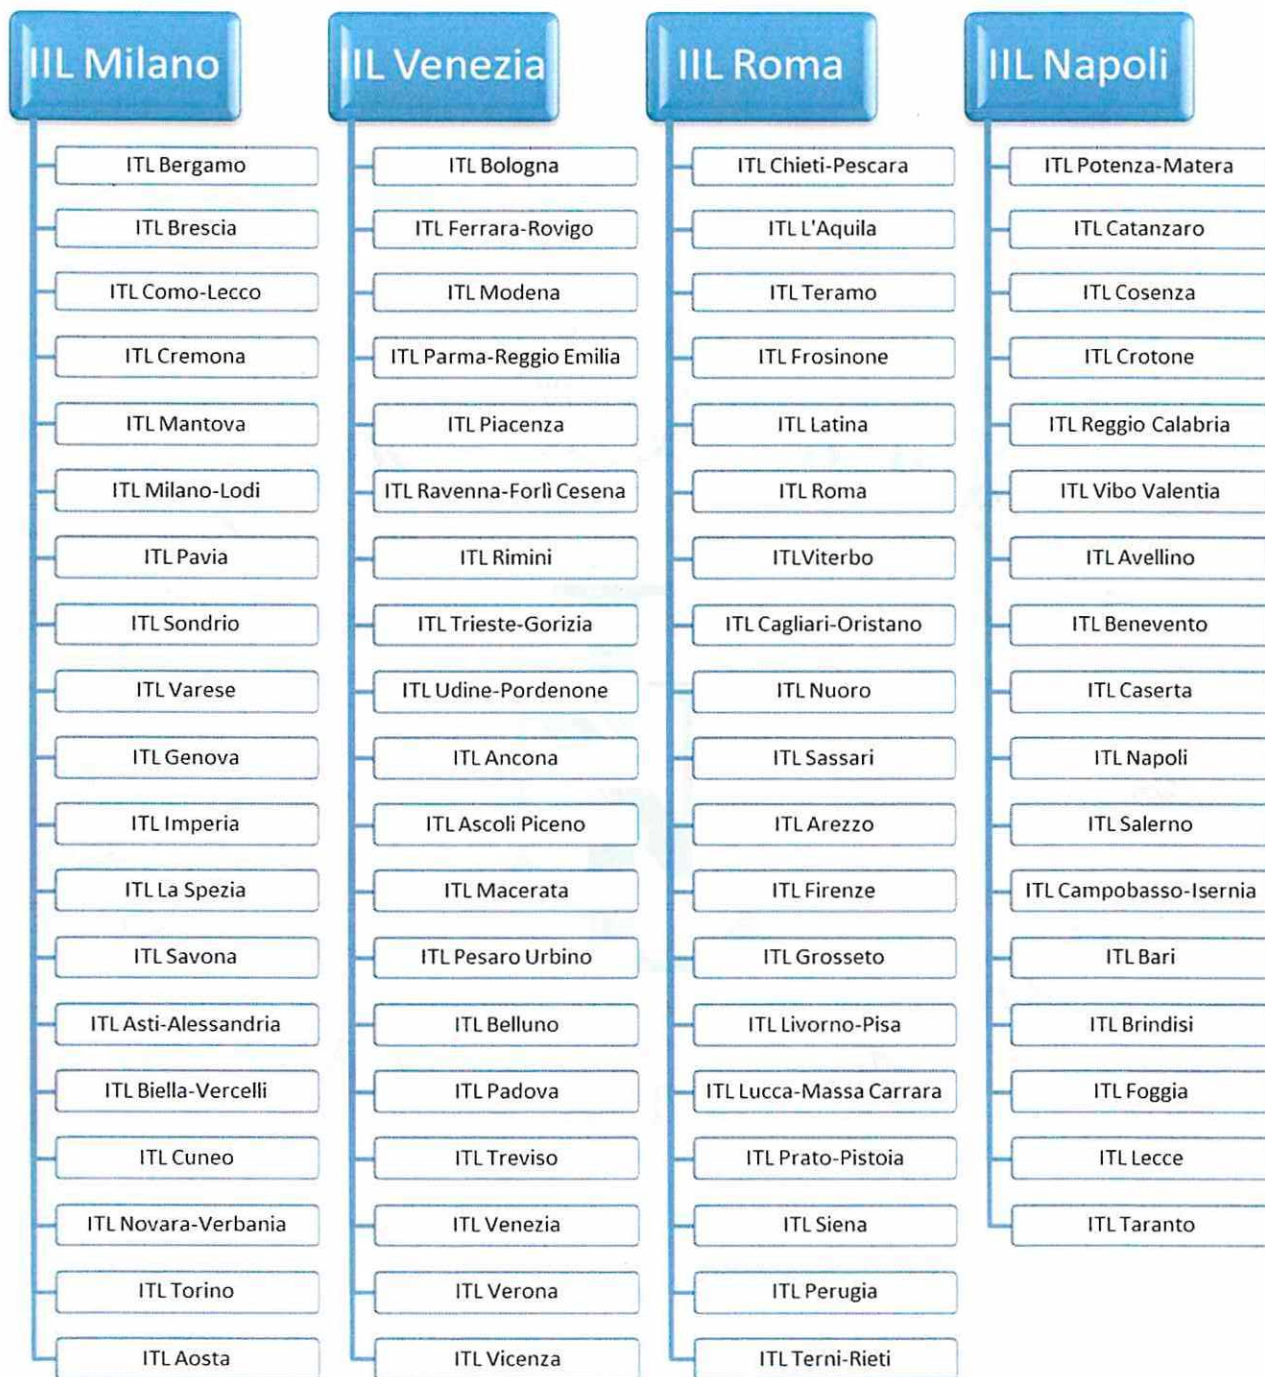 IIL Milano
ITL Bergamo
ITL Brescia
ITL Como-Lecco
ITL Cremona
ITL Mantova
ITL Milano-Lodi
ITL Pavia
ITL Sondrio
ITL Varese
ITL Genova
ITL Imperia
ITL La Spezia
ITL Savona
ITL Asti-Alessandria
ITL Biella-Vercelli
ITL Cuneo
ITL Novara-Verbania
ITL Torino
ITL Aosta
IIL Venezia
ITL Bologna
ITL Ferrara-Rovigo
ITL Modena
ITL Parma-Reggio Emilia
ITL Piacenza
ITL Ravenna-Forlì Cesena
ITL Rimini
ITL Trieste-Gorizia
ITL Udine-Pordenone
ITL Ancona
ITL Ascoli Piceno
ITL Macerata
ITL Pesaro Urbino
ITL Belluno
ITL Padova
ITL Treviso
ITL Venezia
ITL Verona
ITL Vicenza
IIL Roma
ITL Chieti-Pescara
ITL L'Aquila
ITL Teramo
ITL Frosinone
ITL Latina
ITL Roma
ITLViterbo
ITL Cagliari-Oristano
ITL Nuoro
ITL Sassari
ITL Arezzo
ITL Firenze
ITL Grosseto
ITL Livorno-Pisa
ITL Lucca-Massa Carrara
ITL Prato-Pistoia
ITL Siena
ITL Perugia
ITL Terni-Rieti
IIL Napoli
ITL Potenza-Matera
ITL Catanzaro
ITL Cosenza
ITL Crotone
ITL Reggio Calabria
ITL Vibo Valentia
ITL Avellino
ITL Benevento
ITL Caserta
ITL Napoli
ITL Salerno
ITL Campobasso-Isernia
ITL Bari
ITL Brindisi
ITL Foggia
ITL Lecce
ITL Taranto